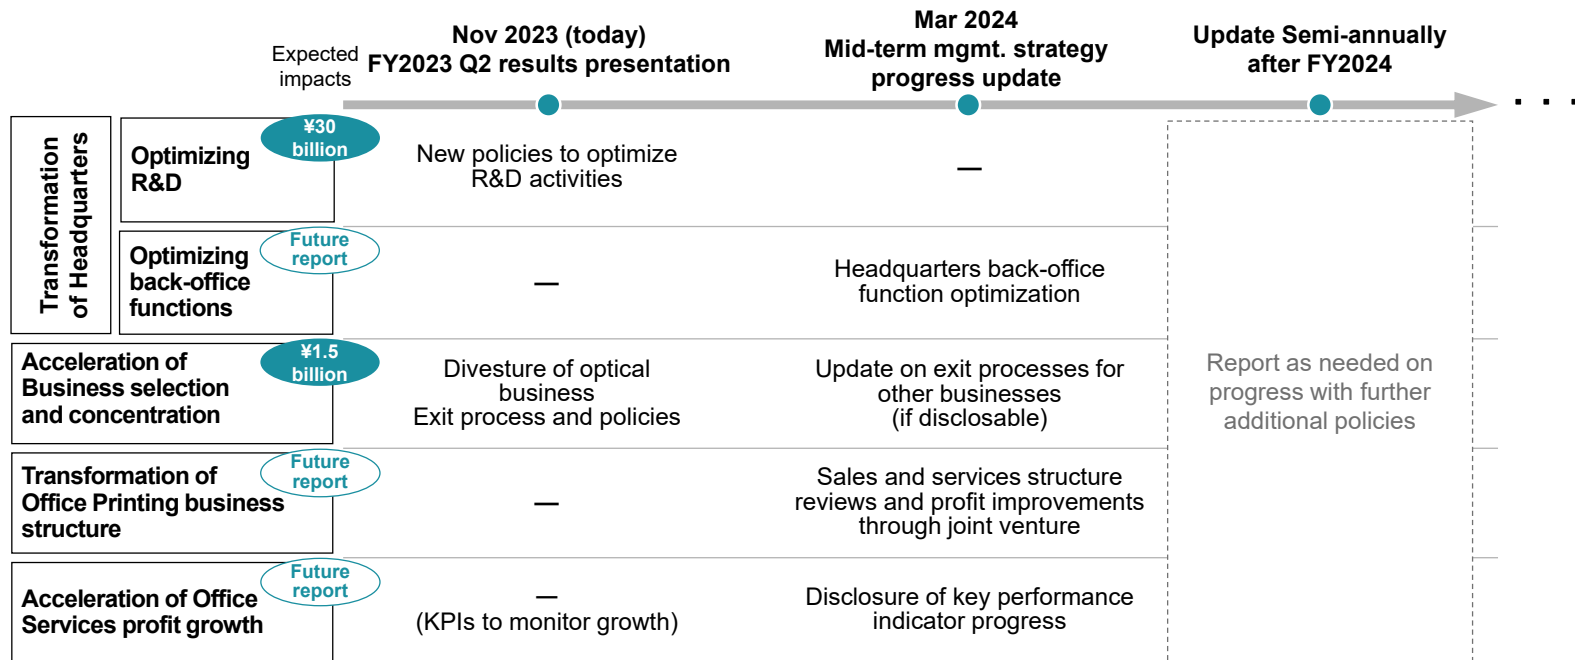 Expected
impacts
Nov 2023 (today)
FY2023 Q2 results presentation
Mar 2024
Mid-term mgmt. strategy
progress update
Update Semi-annually
after FY2024
. . .
Transformation
of Headquarters
Optimizing
R&D
¥30
billion
New policies to optimize
R&D activities
—
Optimizing
back-office
functions
Future
report
—
Headquarters back-office
function optimization
Acceleration of
Business selection
and concentration
¥1.5
billion
Divesture of optical
business
Exit process and policies
Update on exit processes for
other businesses
(if disclosable)
Report as needed on
progress with further
additional policies
Transformation of
Office Printing business
structure
Future
report
—
Sales and services structure
reviews and profit improvements
through joint venture
Acceleration of Office
Services profit growth
Future
report
—
(KPIs to monitor growth)
Disclosure of key performance
indicator progress